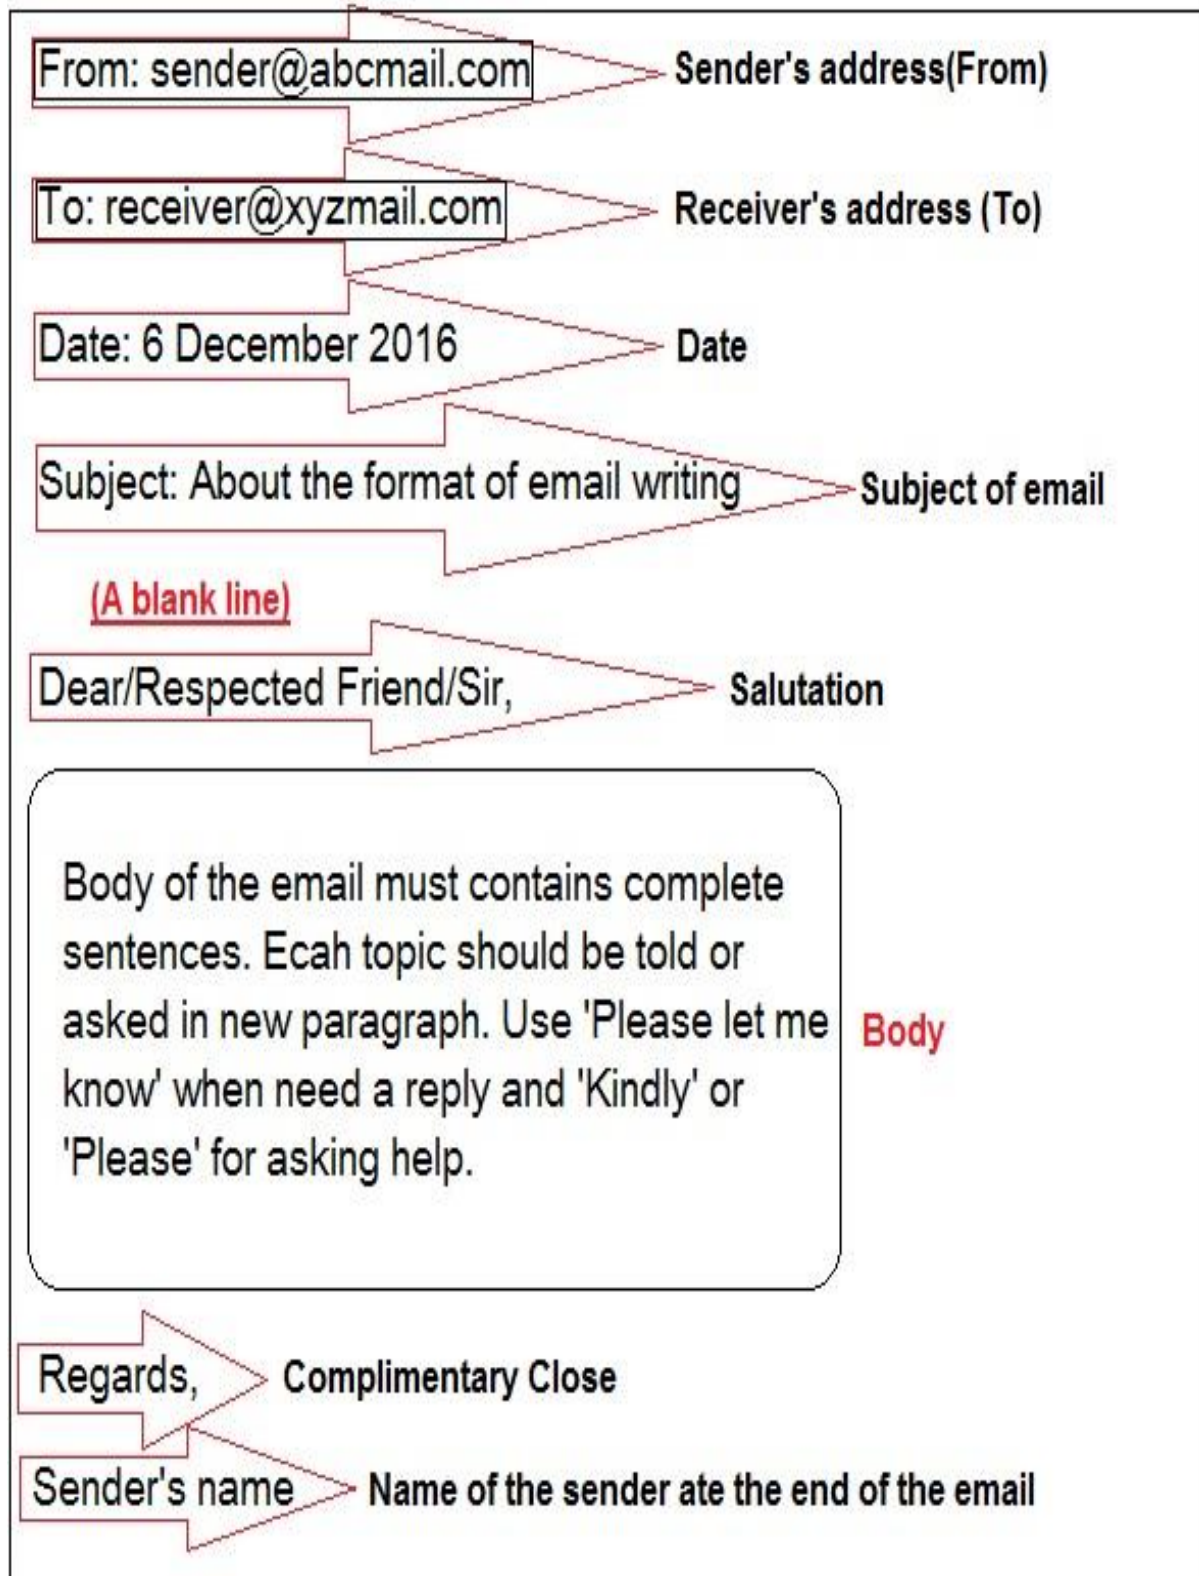 From: sender@abcmail.com Sender's address(From)
To: receiver@xyzmail.com Receiver's address (To)
Date: 6 December 2016 Date
Subject: About the format of email writing Subject of email
(A blank line)
Dear/Respected Friend/Sir, Salutation
Body of the email must contains complete
sentences. Ecah topic should be told or
asked in new paragraph. Use 'Please let me
know' when need a reply and 'Kindly' or
'Please' for asking help.
Body
Regards, Complimentary Close
Sender's name Name of the sender ate the end of the email